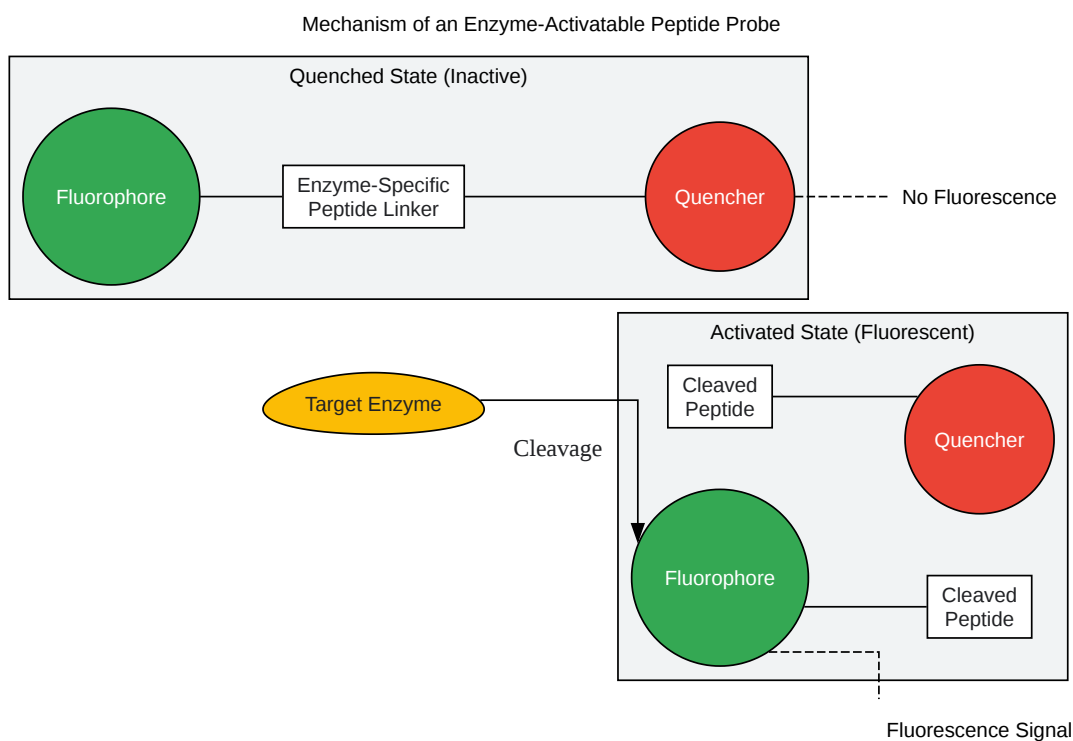 Mechanism of an Enzyme-Activatable Peptide Probe
Quenched State (Inactive)
Fluorophore
Enzyme-Specific
Peptide Linker
Quencher
No Fluorescence
Activated State (Fluorescent)
Cleaved
Peptide
Target Enzyme
Quencher
Cleavage
Fluorophore
Cleaved
Peptide
Fluorescence Signal